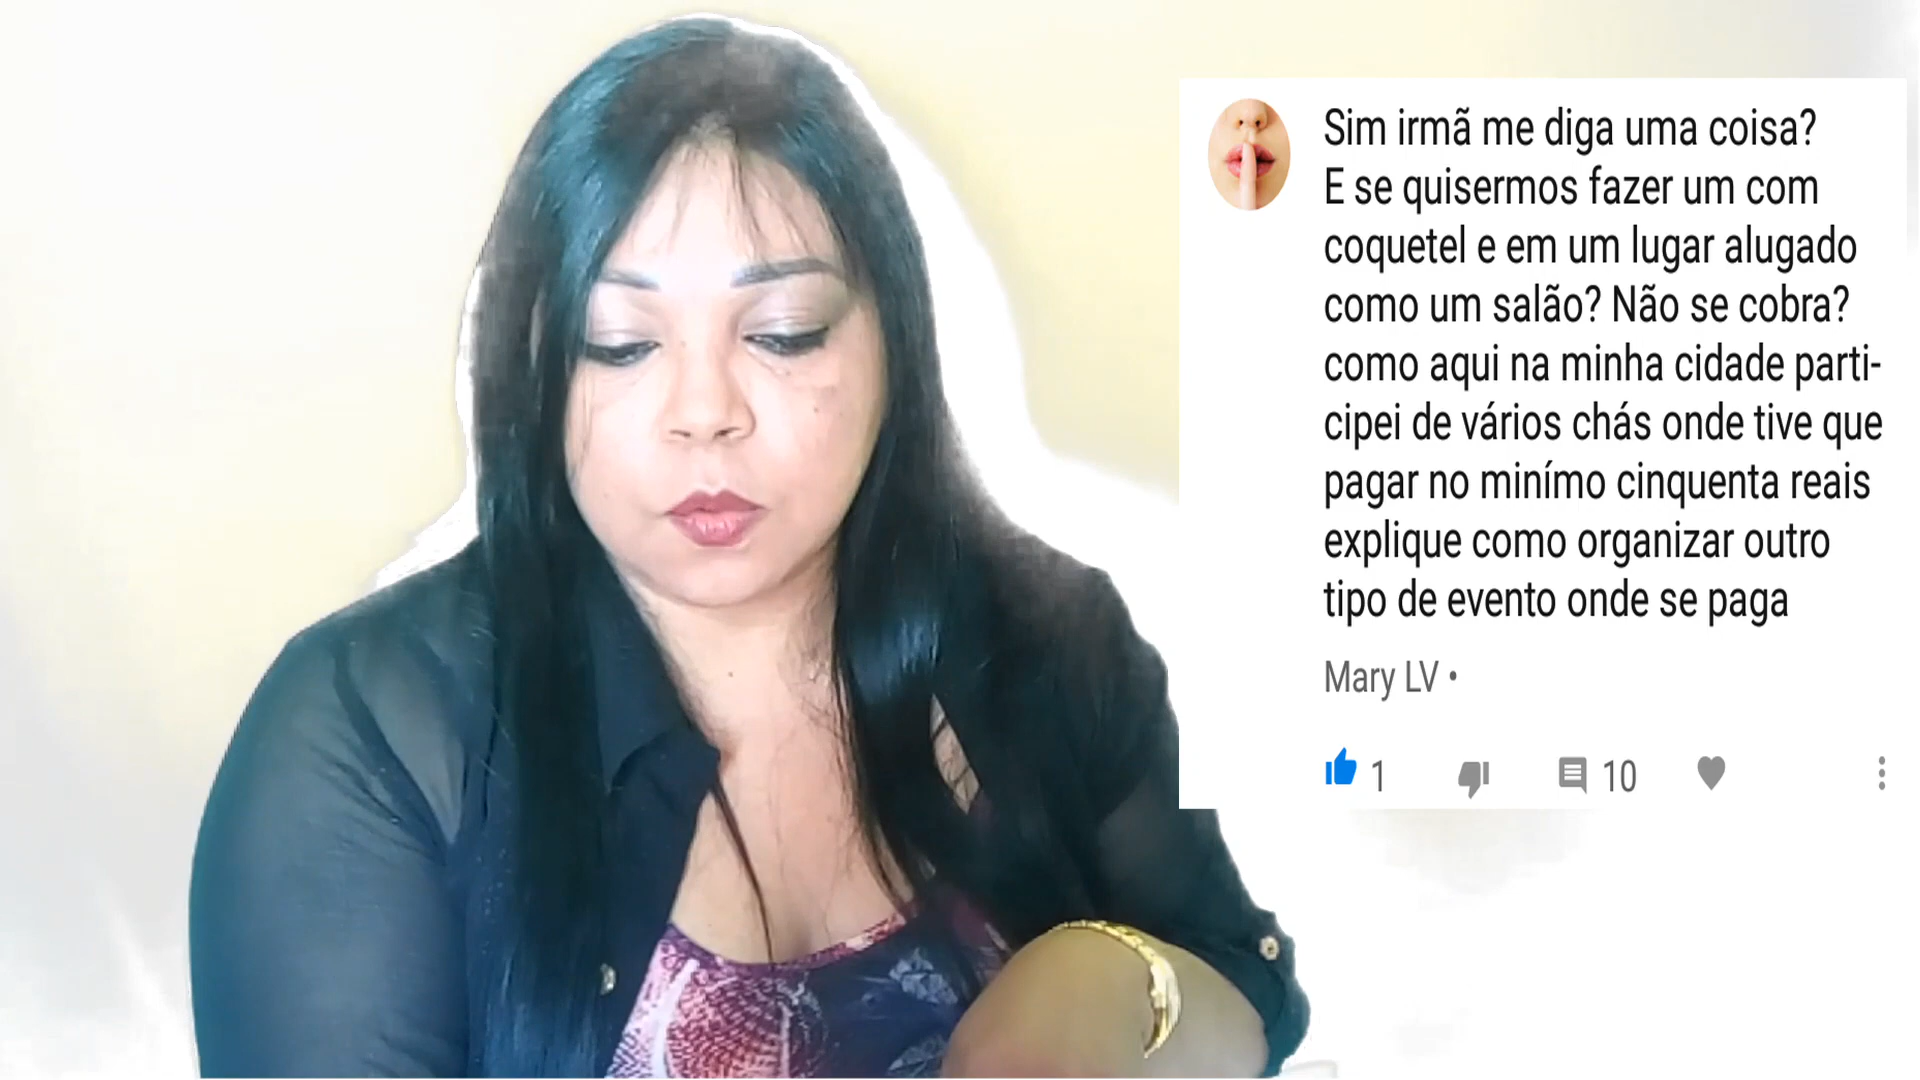 Sim irmã me diga uma coisa?
E se quisermos fazer um com
coquetel e em um lugar alugado
como um salão? Não se cobra?
como aqui na minha cidade parti-
cipei de vários chás onde tive que
pagar no minímo cinquenta reais
explique como organizar outro
tipo de evento onde se paga
Mary LV •
1
10